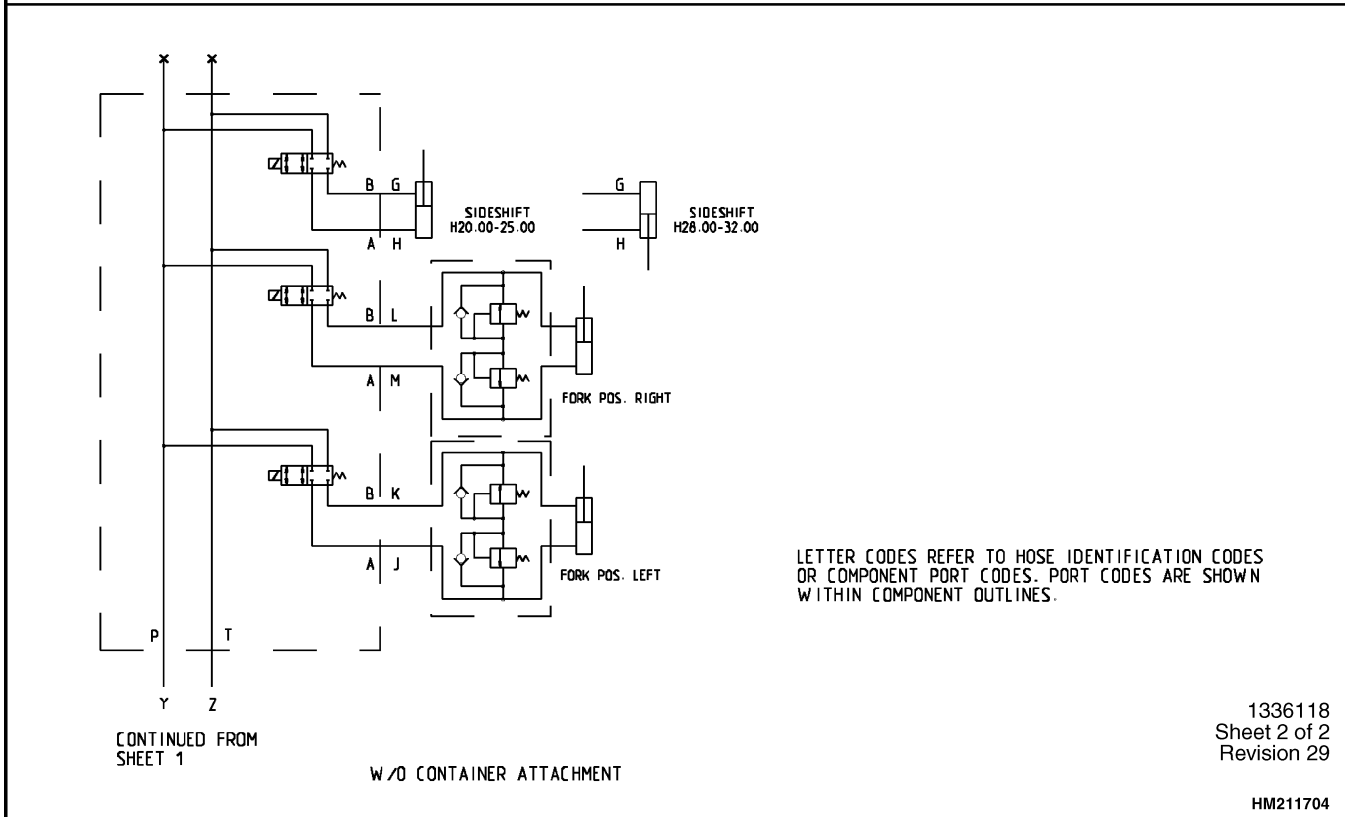 B G
SIDESHIFT
H20.00-25.00
A H
G
SIDESHIFT
H28.00-32.00
H
B L
A M
FORK POS. RIGHT
B K
A J
FORK POS. LEFT
LETTER CODES REFER TO HOSE IDENTIFICATION CODES
OR COMPONENT PORT CODES. PORT CODES ARE SHOWN
WITHIN COMPONENT OUTLINES.
P T
Y Z
CONTINUED FROM
SHEET 1
W/O CONTAINER ATTACHMENT
1336118
Sheet 2 of 2
Revision 29
HM211704